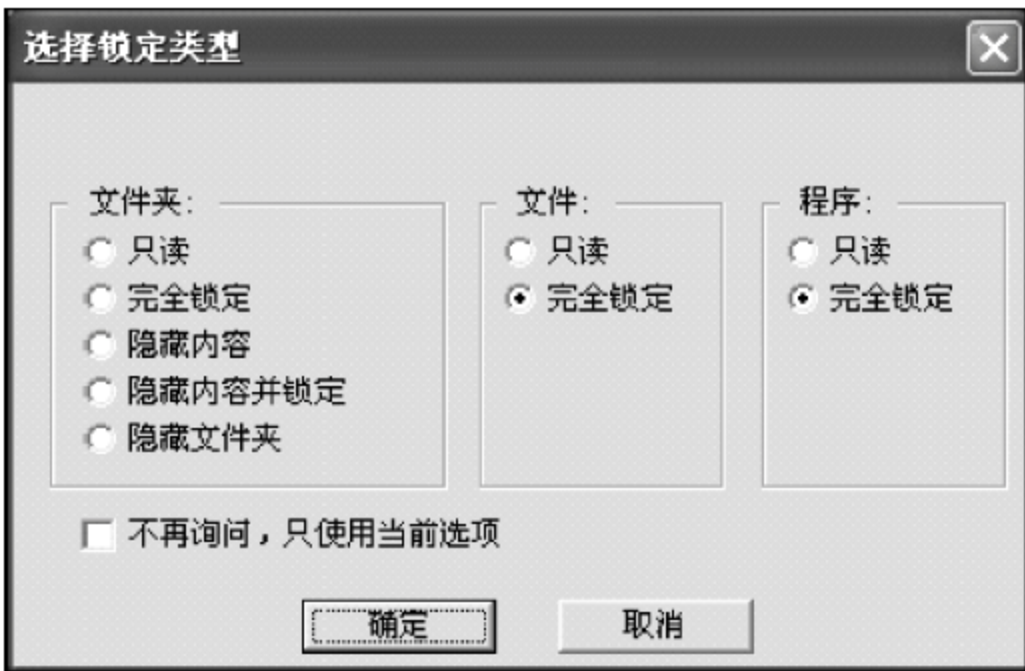 选择锁定类型
文件夹:
只读
完全锁定
隐藏内容
隐藏内容并锁定
隐藏文件夹
文件:
只读
完全锁定
程序:
只读
完全锁定
不再询问，只使用当前选项
确定
取消